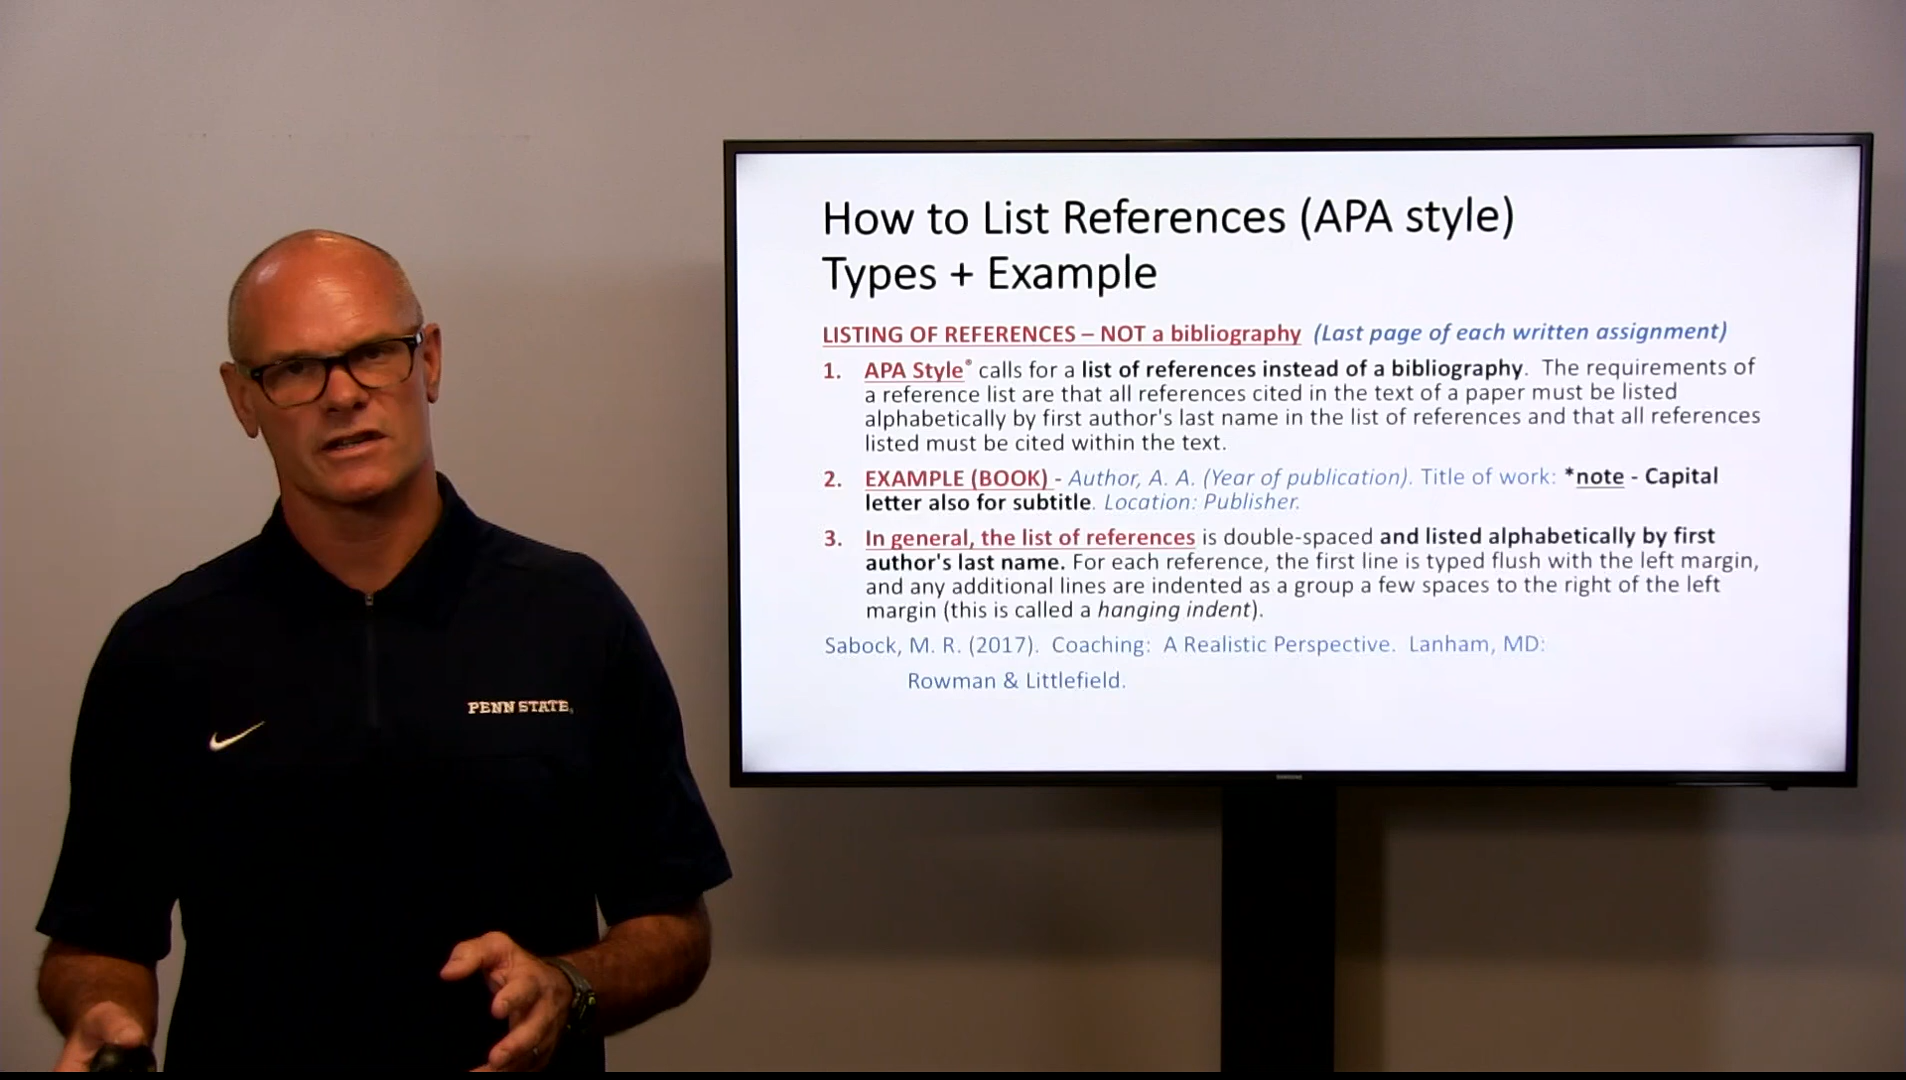 How to List References (APA style)
Types + Example
LISTING OF REFERENCES – NOT a bibliography (Last page of each written assignment)
1. APA Style® calls for a list of references instead of a bibliography. The requirements of
a reference list are that all references cited in the text of a paper must be listed
alphabetically by first author's last name in the list of references and that all references
listed must be cited within the text.
2. EXAMPLE (BOOK) - Author, A. A. (Year of publication). Title of work: *note - Capital
letter also for subtitle. Location: Publisher.
3. In general, the list of references is double-spaced and listed alphabetically by first
author's last name. For each reference, the first line is typed flush with the left margin,
and any additional lines are indented as a group a few spaces to the right of the left
margin (this is called a hanging indent).
Sabock, M. R. (2017). Coaching: A Realistic Perspective. Lanham, MD:
Rowman & Littlefield.
PENN STATE
SAMSUNG